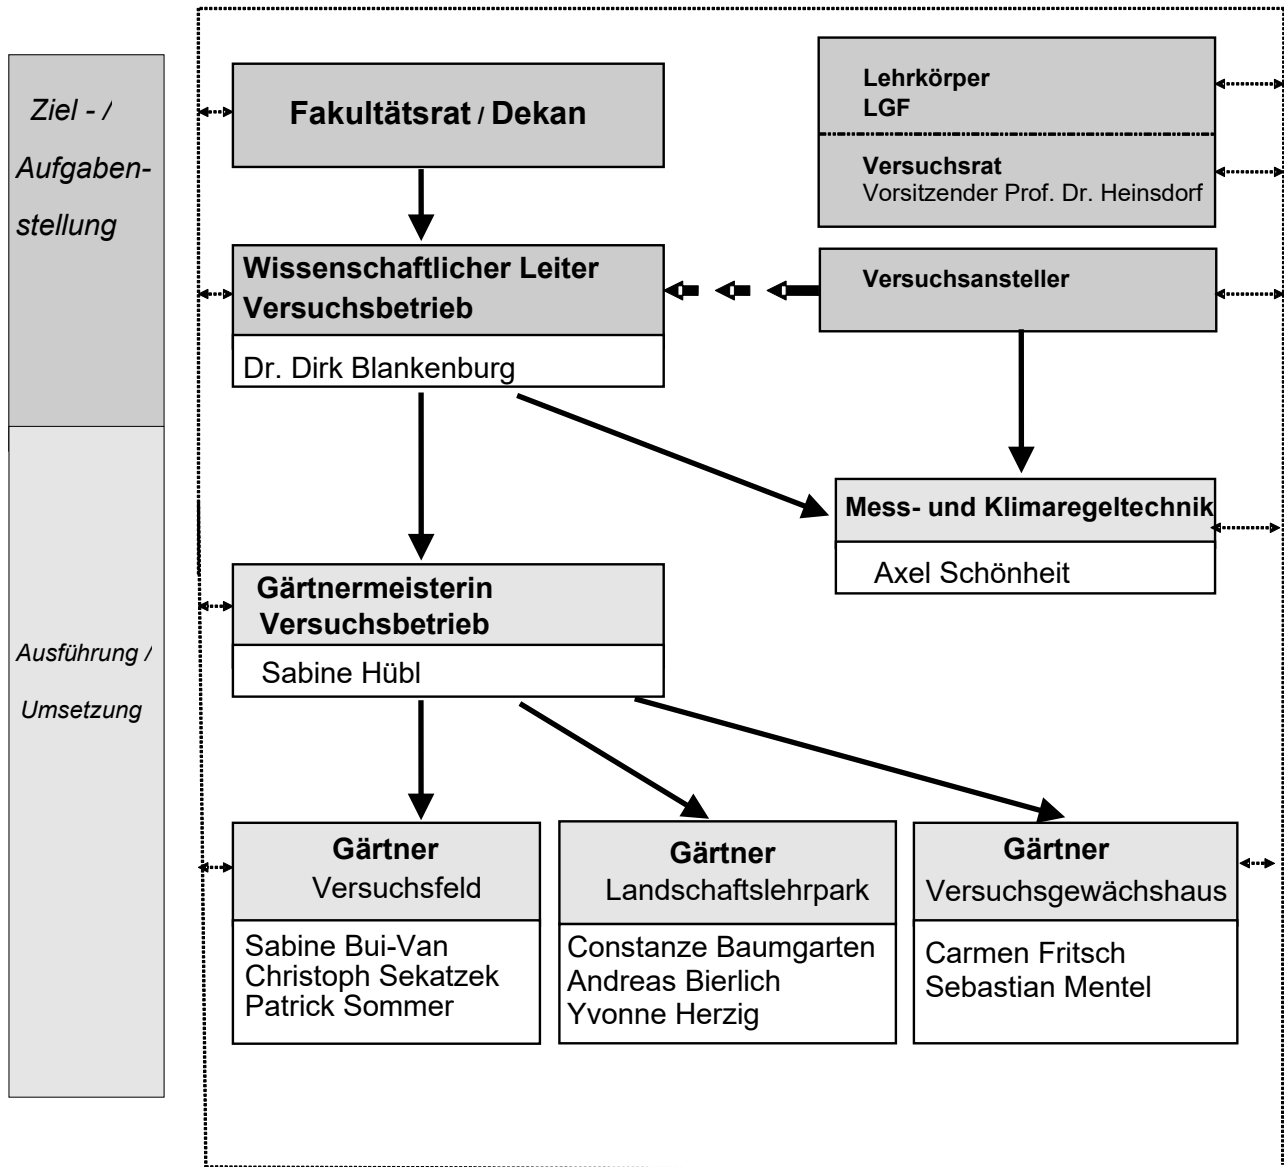 Ziel - /
Aufgaben-
stellung
Ausführung /
Umsetzung
Fakultätsrat / Dekan
Lehrkörper
LGF
Versuchsrat
Vorsitzender Prof. Dr. Heinsdorf
Wissenschaftlicher Leiter
Versuchsbetrieb
Dr. Dirk Blankenburg
Versuchsansteller
Mess- und Klimaregeltechnik
Axel Schönheit
Gärtnermeisterin
Versuchsbetrieb
Sabine Hübl
Gärtner
Versuchsfeld
Sabine Bui-Van
Christoph Sekatzek
Patrick Sommer
Gärtner
Landschaftslehrpark
Constanze Baumgarten
Andreas Bierlich
Yvonne Herzig
Gärtner
Versuchsgewächshaus
Carmen Fritsch
Sebastian Mentel